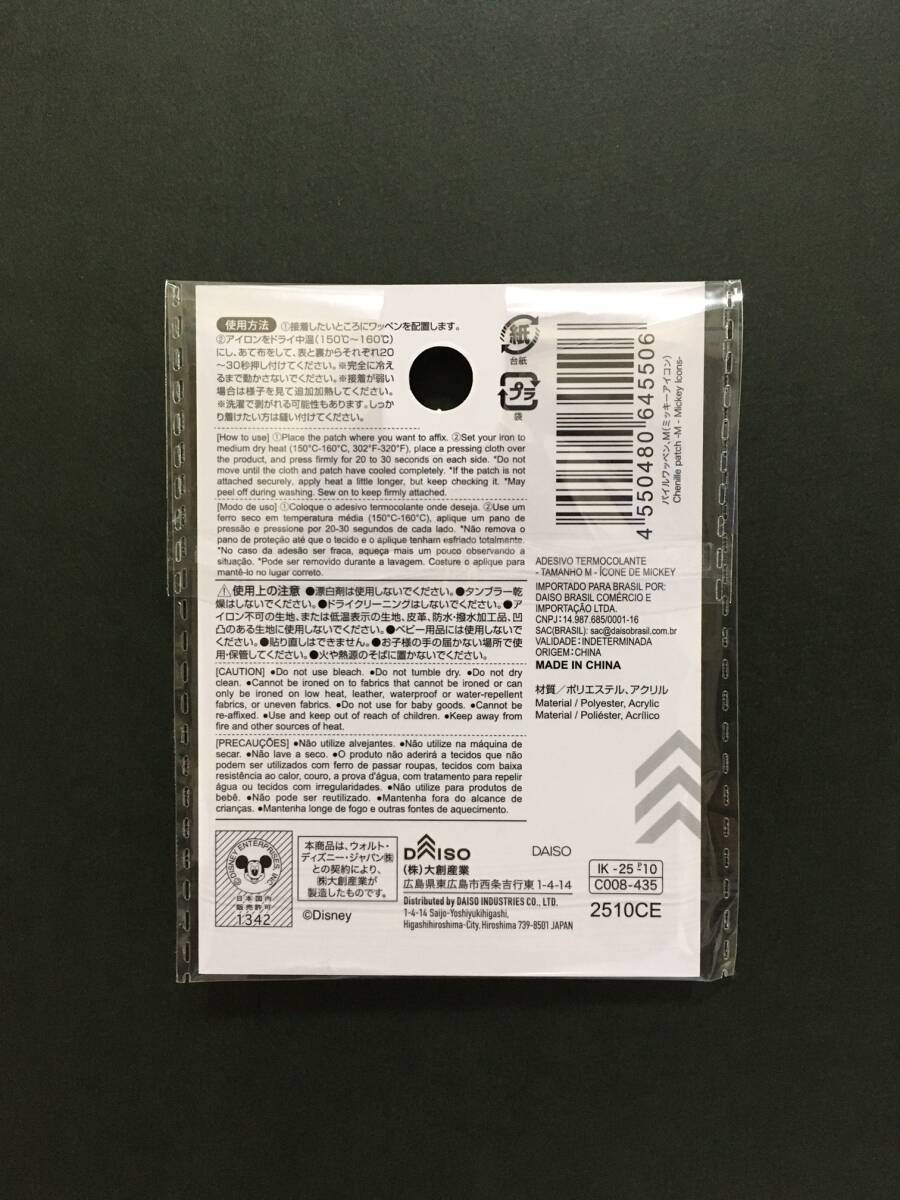 使用方法 ①接着したいところにワッペンを配置します。
②アイロンをドライ中温(150℃~160℃)
にし、あて布をして、表と裏からそれぞれ20
~30秒押し付けてください。※完全に冷え
るまで動かさないでください。※接着が弱い
場合は様子を見て追加加熱してください。
※洗濯で剥がれる可能性もあります。しっか
り着けたい方は縫い付けてください。
[How to use] ①Place the patch where you want to affix. ②Set your iron to
medium dry heat (150°C-160°C, 302°F-320°F), place a pressing cloth over
the product, and press firmly for 20 to 30 seconds on each side. *Do not
move until the cloth and patch have cooled completely. *If the patch is not
attached securely, apply heat a little longer, but keep checking it. *May
peel off during washing. Sew on to keep firmly attached.
[Modo de uso] ①Coloque o adesivo termocolante onde deseja. ②Use um
ferro seco em temperatura média (150°C-160°C), aplique um pano de
pressão e pressione por 20-30 segundos de cada lado. *Não remova o
pano de proteção até que o tecido e o aplique tenham esfriado totalmente.
*No caso da adesão ser fraca, aqueça mais um pouco observando a
situação. *Pode ser removido durante a lavagem. Costure o aplique para
mantê-lo no lugar correto.
⚠使用上の注意 ●漂白剤は使用しないでください。●タンブラー乾
燥はしないでください。●ドライクリーニングはしないでください。●ア
イロン不可の生地、または低温表示の生地、皮革、防水・撥水加工品、凹
凸のある生地に使用しないでください。●ベビー用品には使用しないで
ください。●貼り直しはできません。●お子様の手の届かない場所で使
用・保管してください。●火や熱源のそばに置かないでください。
[CAUTION] ●Do not use bleach. ●Do not tumble dry. ●Do not dry
clean. ●Cannot be ironed on to fabrics that cannot be ironed or can
only be ironed on low heat, leather, waterproof or water-repellent
fabrics, or uneven fabrics. ●Do not use for baby goods. ●Cannot be
re-affixed. ●Use and keep out of reach of children. ●Keep away from
fire and other sources of heat.
[PRECAUÇÕES] ●Não utilize alvejantes. ●Não utilize na máquina de
secar. ●Não lave a seco. ●O produto não aderirá a tecidos que não
podem ser utilizados com ferro de passar roupas, tecidos com baixa
resistência ao calor, couro, a prova d'água, com tratamento para repelir
água ou tecidos com irregularidades. ●Não utilize para produtos de
bebê. ●Não pode ser reutilizado. ●Mantenha fora do alcance de
crianças. ●Mantenha longe de fogo e outras fontes de aquecimento.
紙
台紙
プラ
袋
4 550480 645506
パイルワッペン、M(ミッキーアイコン)
Chenille patch -M - Mickey Icons-
ADESIVO TERMOCOLANTE
- TAMANHO M - ÍCONE DE MICKEY
IMPORTADO PARA BRASIL POR:
DAISO BRASIL COMÉRCIO E
IMPORTAÇÃO LTDA.
CNPJ:14.987.685/0001-16
SAC(BRASIL): sac@daisobrasil.com.br
VALIDADE:INDETERMINADA
ORIGEM:CHINA
MADE IN CHINA
材質/ポリエステル、アクリル
Material / Polyester, Acrylic
Material / Poliéster, Acrílico
©DISNEY ENTERPRISES INC
日本国内
販売許可
1342
本商品は、ウォルト・
ディズニー・ジャパン㈱
との契約により、
㈱大創産業が
製造したものです。
©Disney
DAISO
(株)大創産業
広島県東広島市西条吉行東1-4-14
Distributed by DAISO INDUSTRIES CO., LTD.
1-4-14 Saijo-Yoshiyukihigashi,
Higashihiroshima-City, Hiroshima 739-8501 JAPAN
DAISO
IK - 25 P 10
C008-435
2510CE